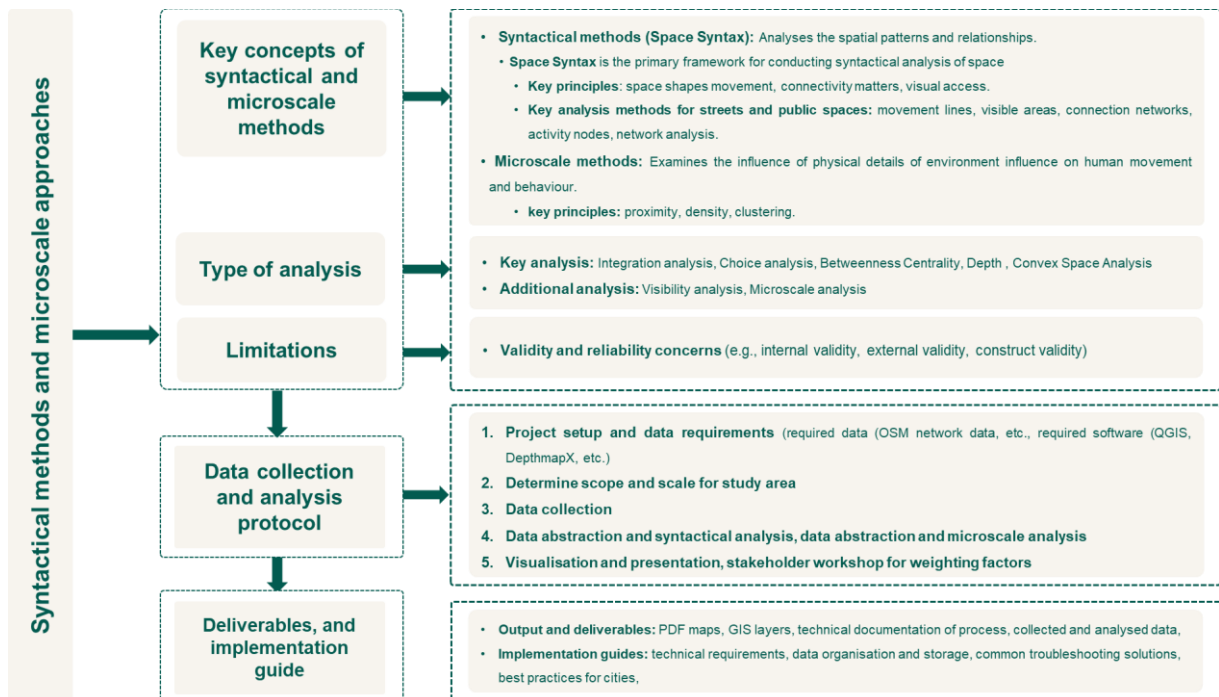 Syntactical methods and microscale approaches
Key concepts of
syntactical and
microscale
methods
• Syntactical methods (Space Syntax): Analyses the spatial patterns and relationships.
• Space Syntax is the primary framework for conducting syntactical analysis of space
• Key principles: space shapes movement, connectivity matters, visual access.
• Key analysis methods for streets and public spaces: movement lines, visible areas, connection networks,
activity nodes, network analysis.
• Microscale methods: Examines the influence of physical details of environment influence on human movement
and behaviour.
• key principles: proximity, density, clustering.
Type of analysis
• Key analysis: Integration analysis, Choice analysis, Betweenness Centrality, Depth , Convex Space Analysis
• Additional analysis: Visibility analysis, Microscale analysis
Limitations
• Validity and reliability concerns (e.g., internal validity, external validity, construct validity)
Data collection
and analysis
protocol
1. Project setup and data requirements (required data (OSM network data, etc., required software (QGIS,
DepthmapX, etc.)
2. Determine scope and scale for study area
3. Data collection
4. Data abstraction and syntactical analysis, data abstraction and microscale analysis
5. Visualisation and presentation, stakeholder workshop for weighting factors
Deliverables, and
implementation
guide
• Output and deliverables: PDF maps, GIS layers, technical documentation of process, collected and analysed data,
• Implementation guides: technical requirements, data organisation and storage, common troubleshooting solutions,
best practices for cities,